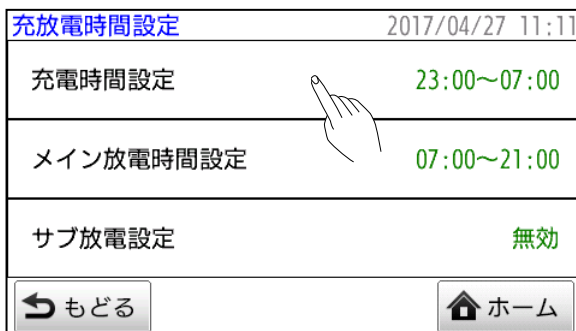 充放電時間設定 2017/04/27 11:11
充電時間設定 23:00～07:00
メイン放電時間設定 07:00～21:00
サブ放電設定 無効
もどる ホーム